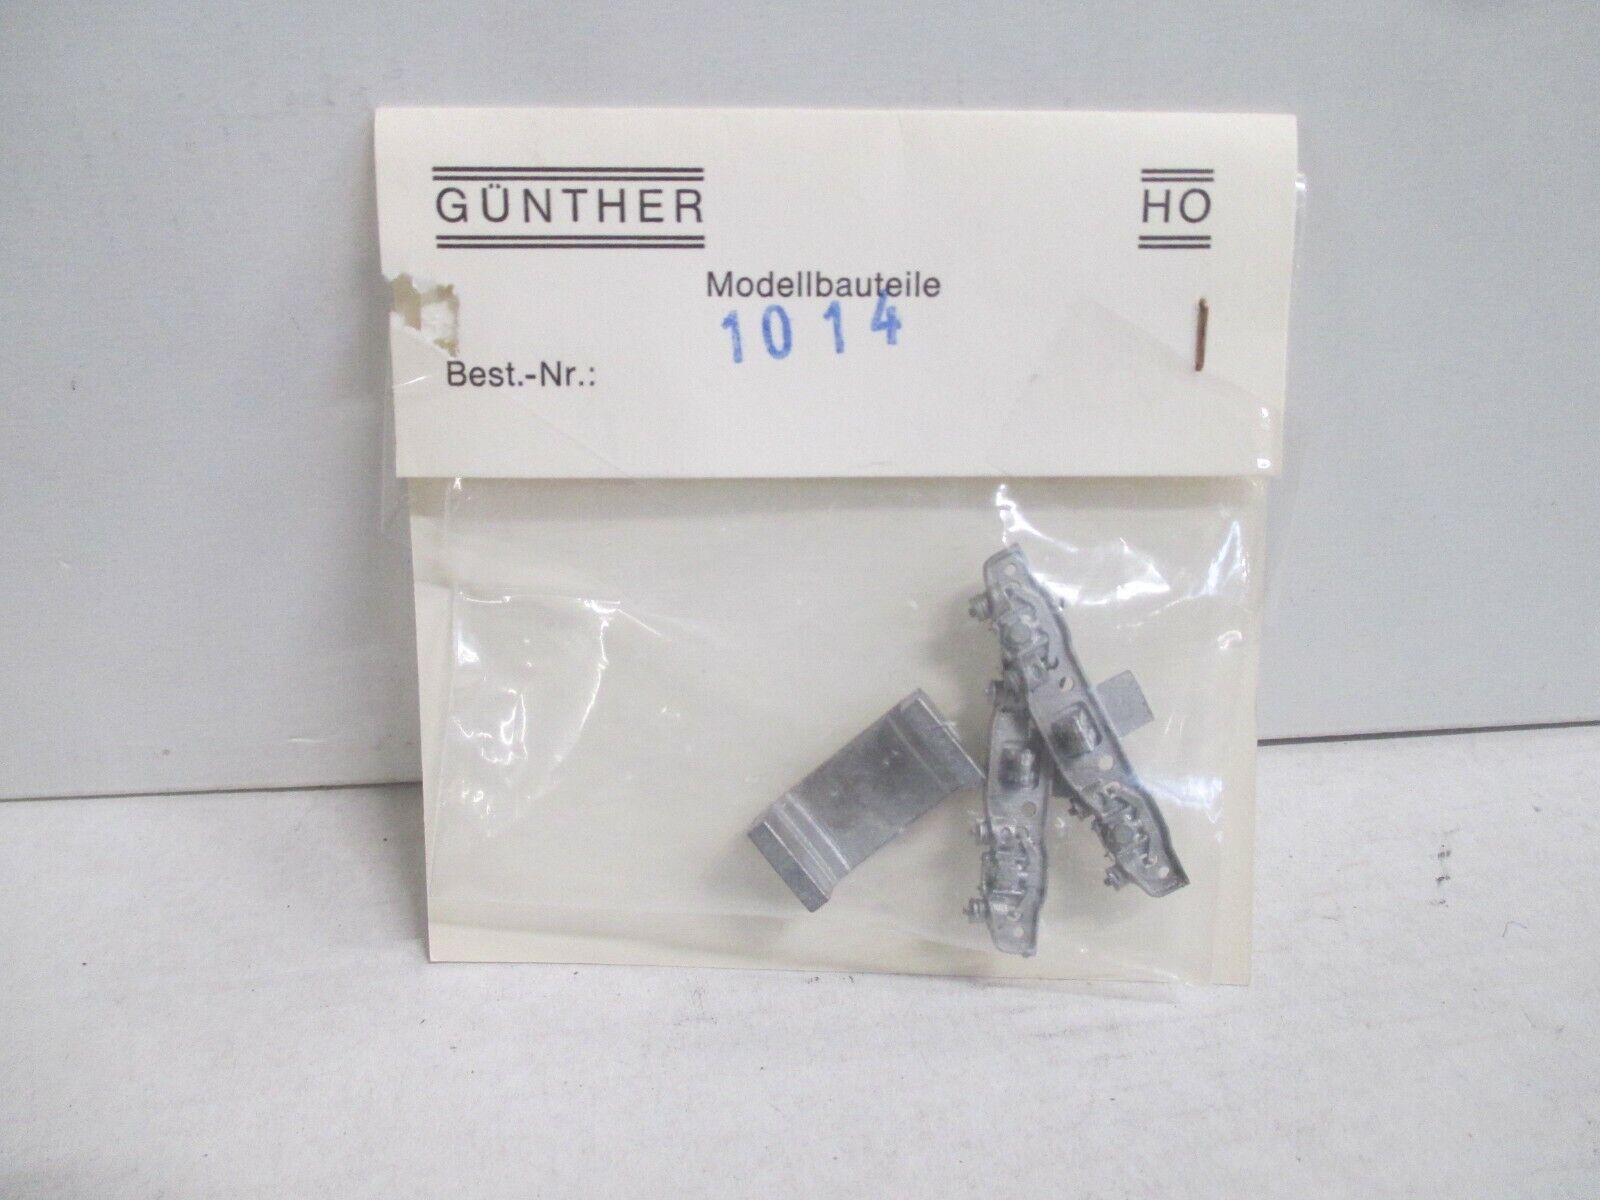 GÜNTHER HO
Modellbauteile
1014
Best.-Nr.: